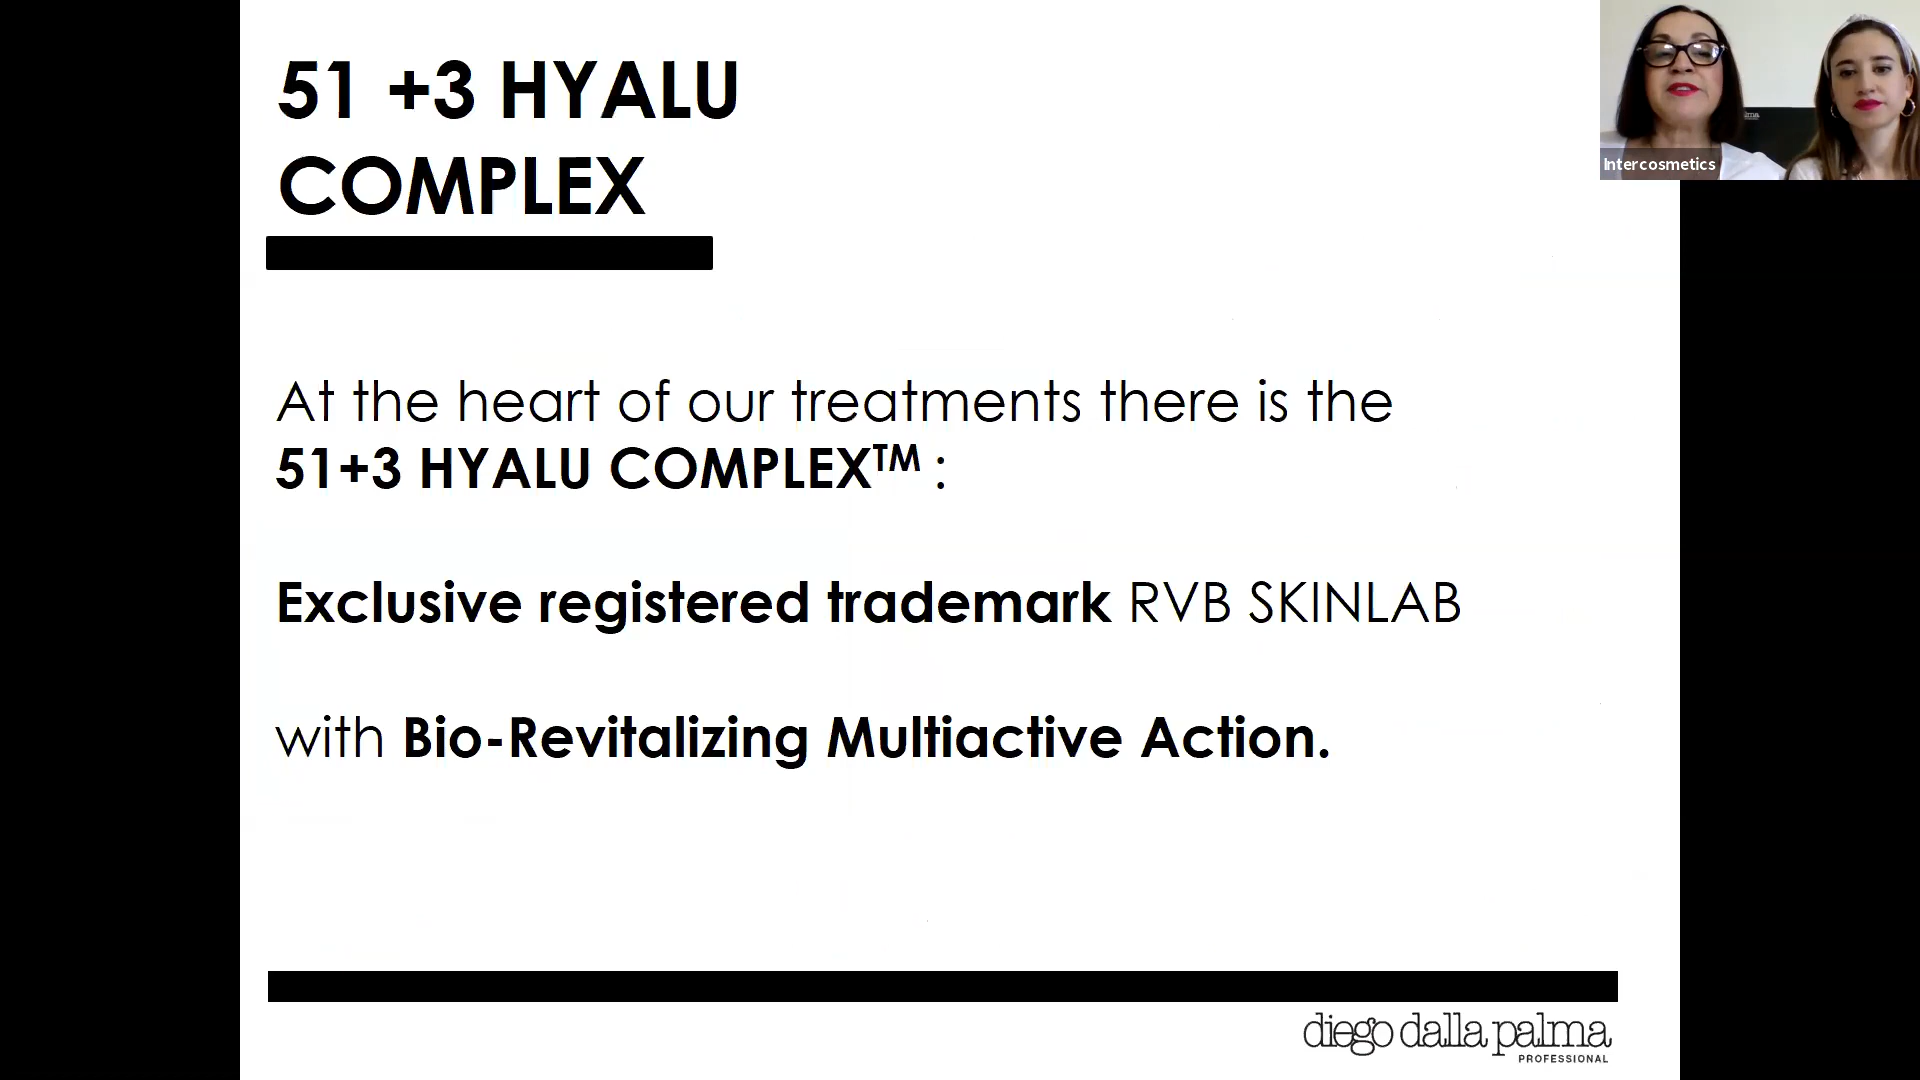 51 +3 HYALU
COMPLEX
At the heart of our treatments there is the
51+3 HYALU COMPLEX™ :
Exclusive registered trademark RVB SKINLAB
with Bio-Revitalizing Multiactive Action.
diego dalla palma
PROFESSIONAL
Intercosmetics